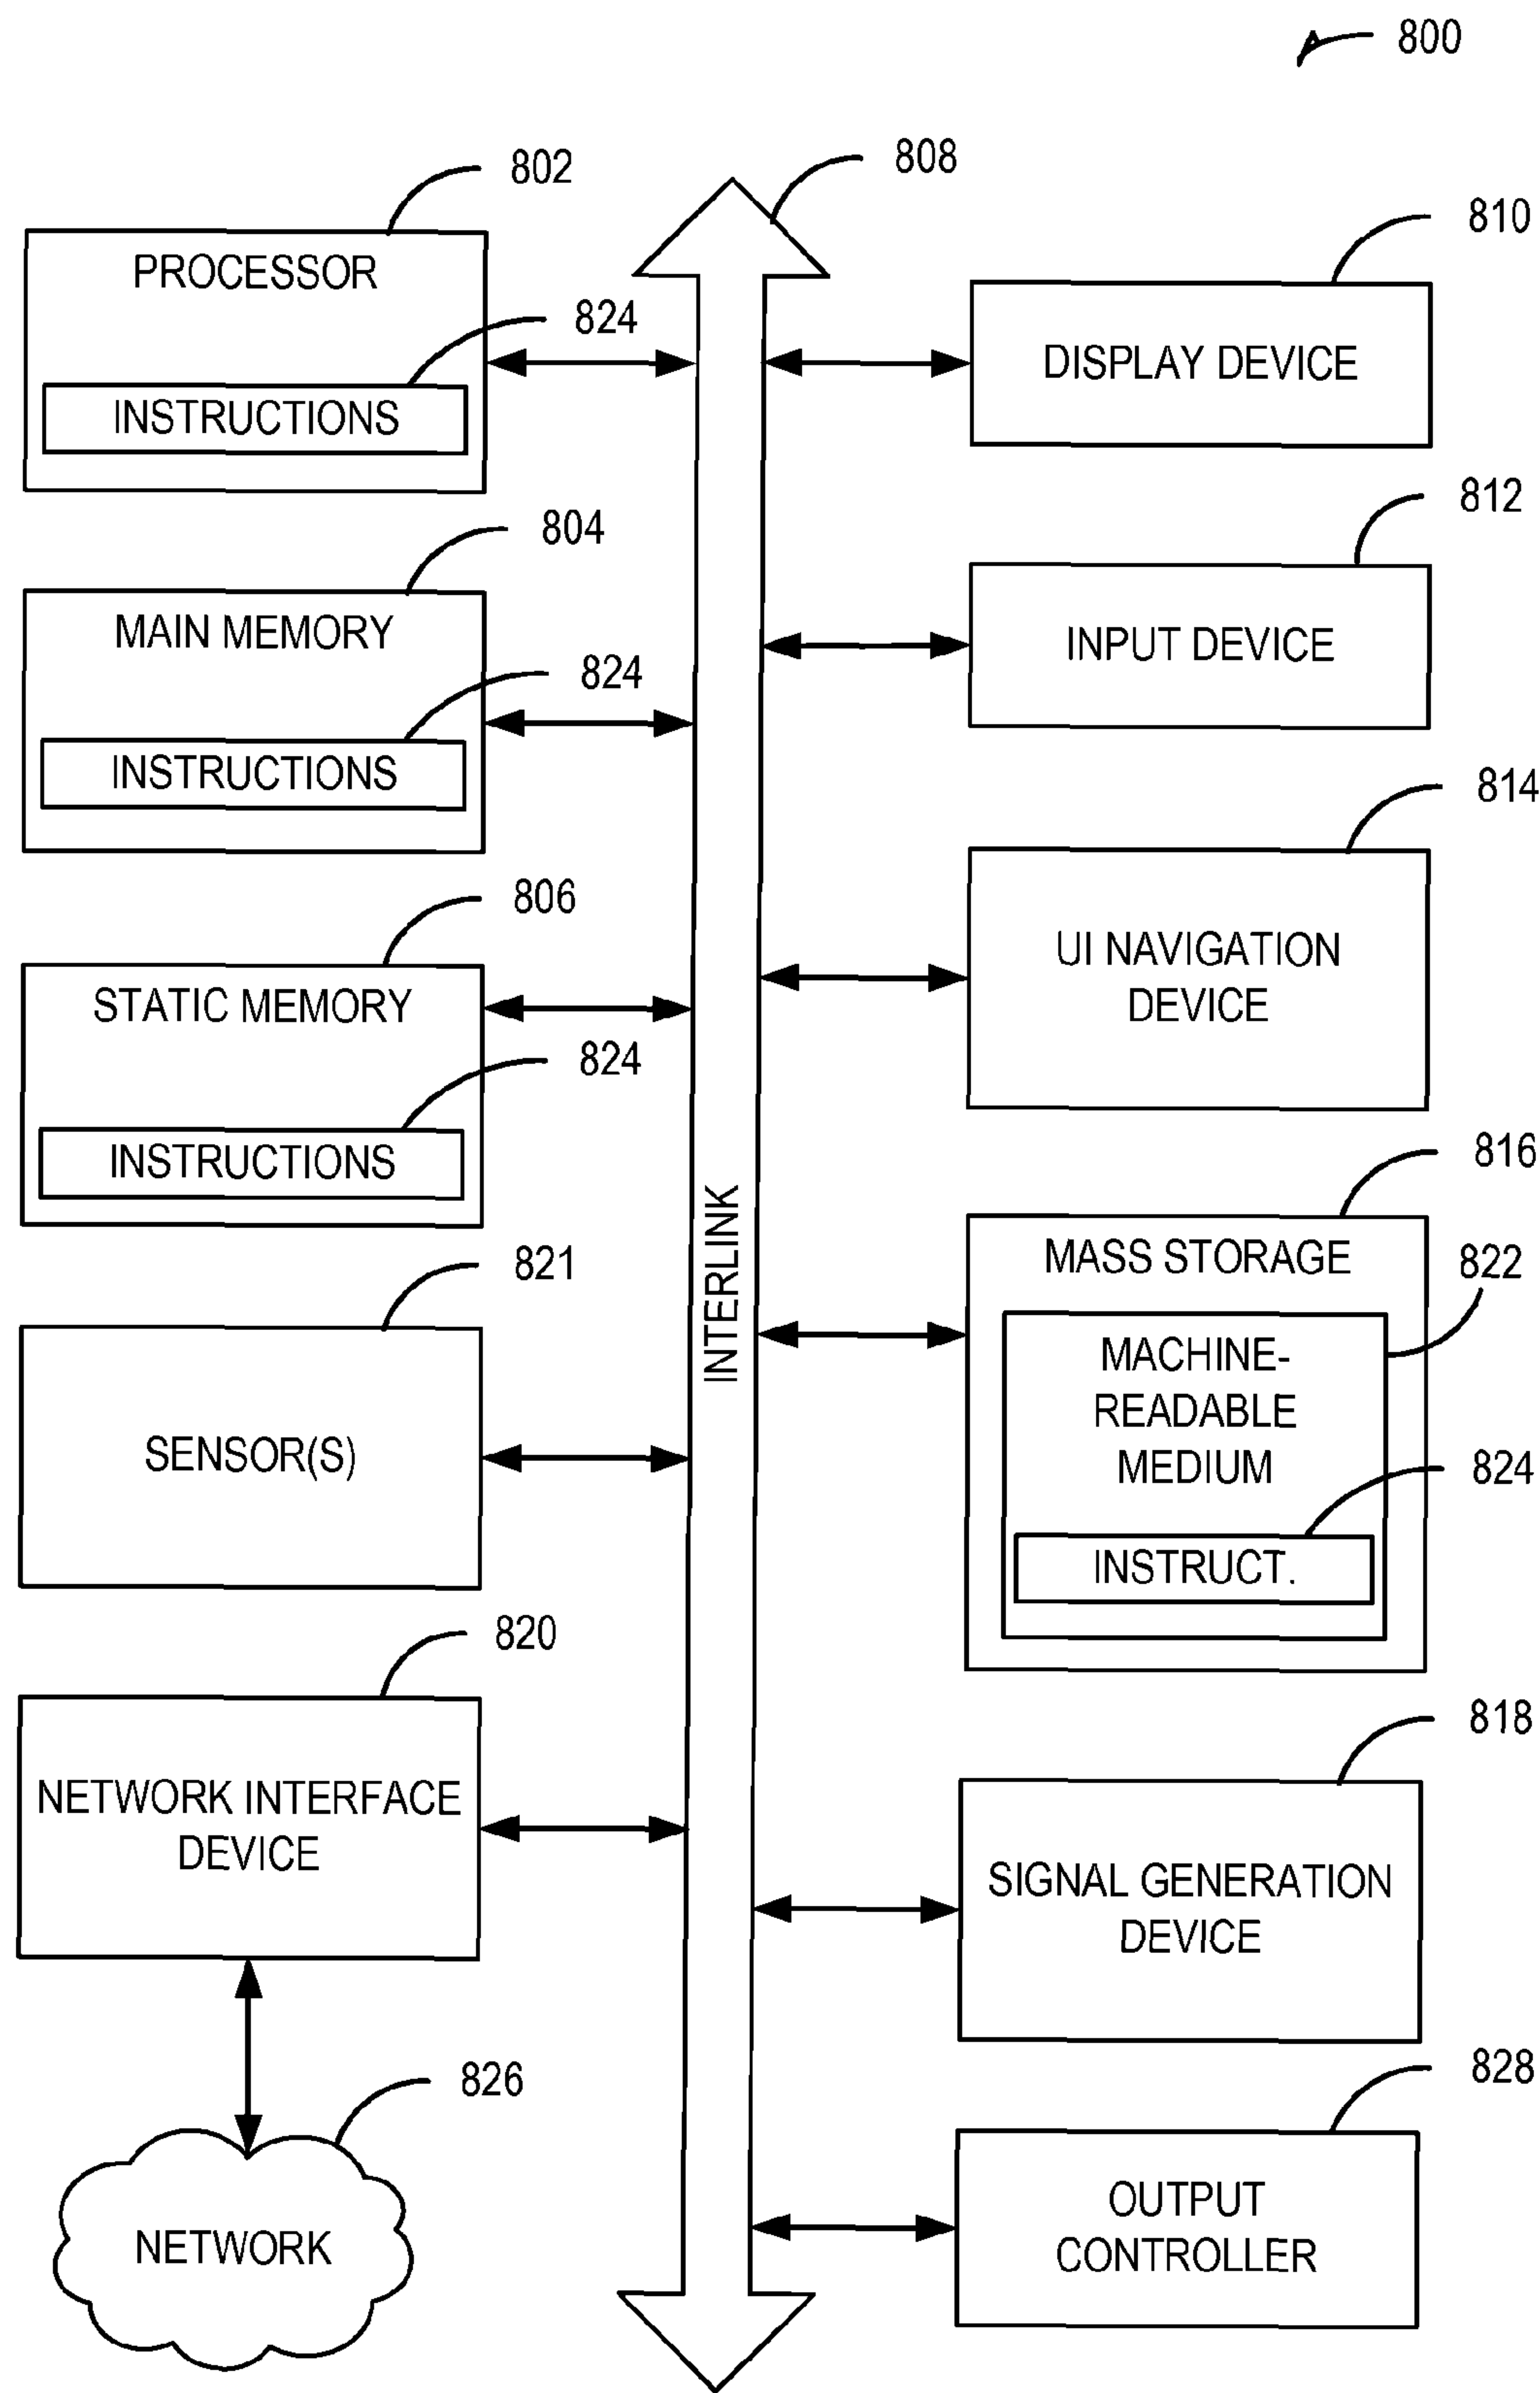 800
802
PROCESSOR
824
INSTRUCTIONS
804
MAIN MEMORY
824
INSTRUCTIONS
806
STATIC MEMORY
824
INSTRUCTIONS
821
SENSOR(S)
820
NETWORK INTERFACE
DEVICE
826
NETWORK
808
INTERLINK
810
DISPLAY DEVICE
812
INPUT DEVICE
814
UI NAVIGATION
DEVICE
816
MASS STORAGE
822
MACHINE-
READABLE
MEDIUM
824
INSTRUCT.
818
SIGNAL GENERATION
DEVICE
828
OUTPUT
CONTROLLER